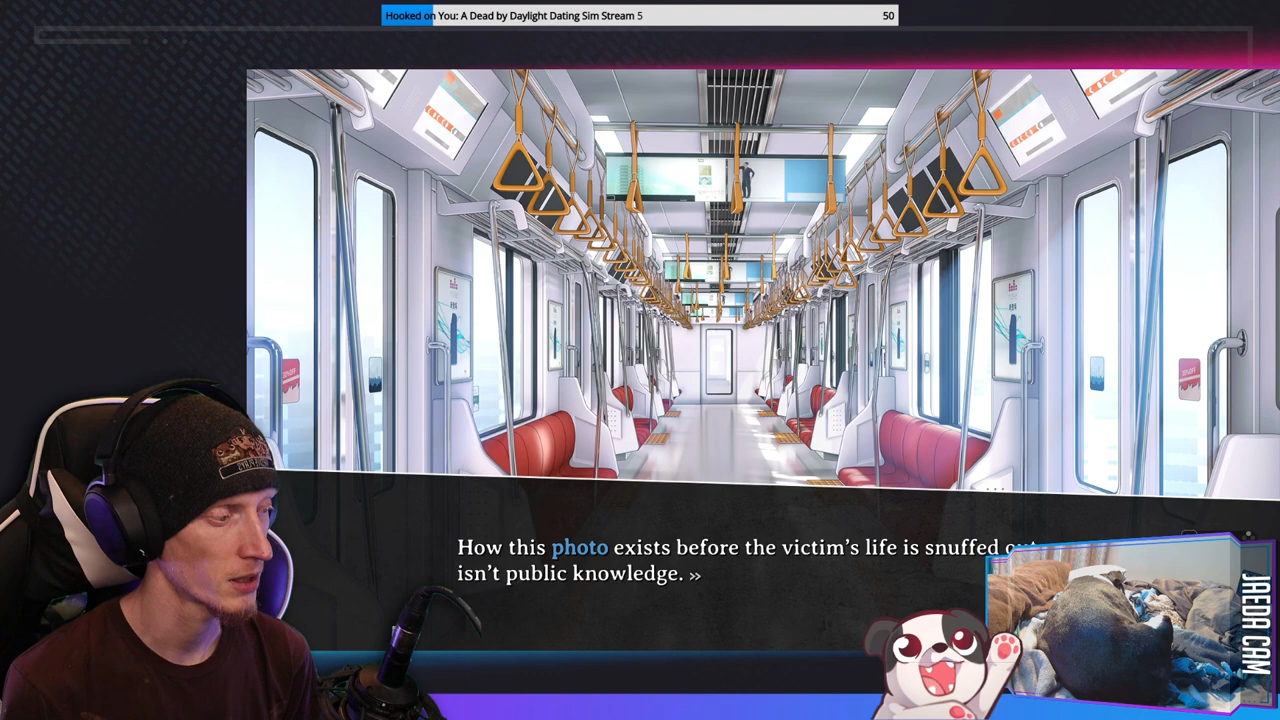 Hooked on You: A Dead by Daylight Dating Sim Stream 5
50
How this photo exists before the victim's life is snuffed out
isn't public knowledge. »
JAEDA CAM